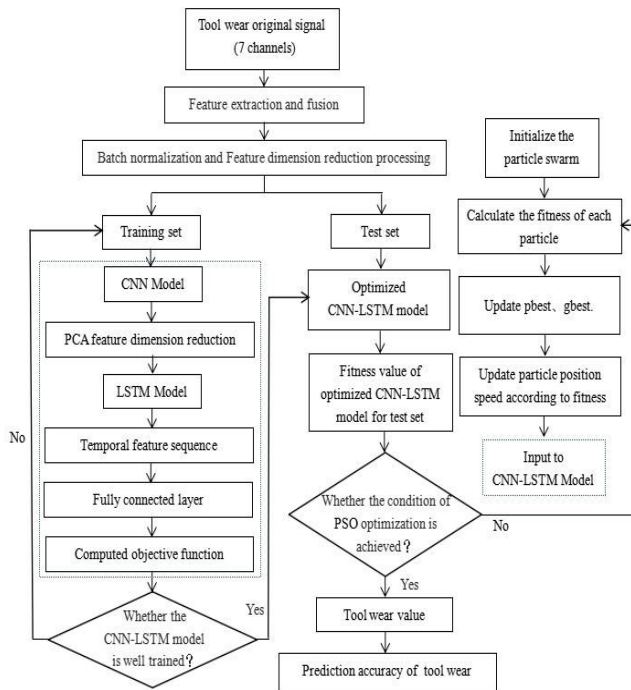 Tool wear original signal
(7 channels)
Feature extraction and fusion
Batch normalization and Feature dimension reduction processing
Training set
CNN Model
PCA feature dimension reduction
LSTM Model
Temporal feature sequence
Fully connected layer
Computed objective function
Whether the
CNN-LSTM model
is well trained？
No
Yes
Test set
Optimized
CNN-LSTM model
Fitness value of
optimized CNN-LSTM
model for test set
Whether the condition of
PSO optimization is
achieved？
No
Yes
Tool wear value
Prediction accuracy of tool wear
Initialize the
particle swarm
Calculate the fitness of each
particle
Update pbest、gbest.
Update particle position
speed according to fitness
Input to
CNN-LSTM Model